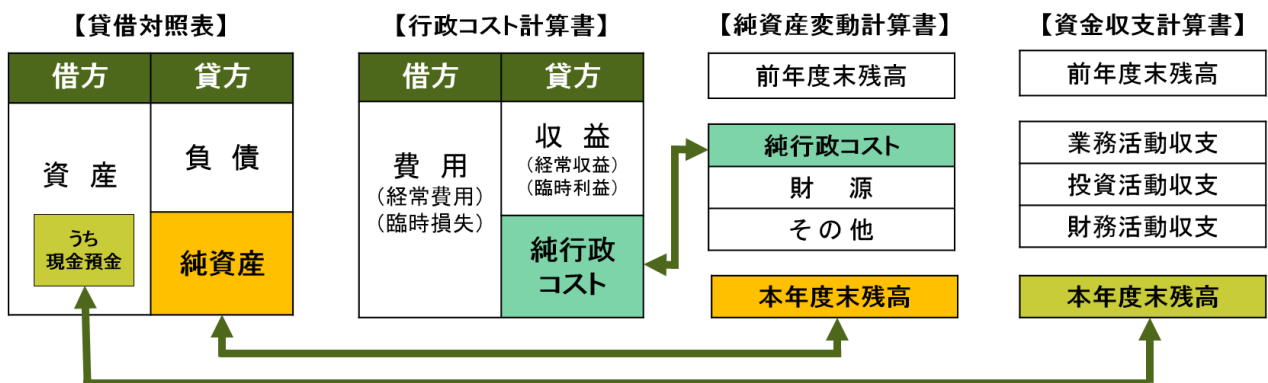 【貸借対照表】
借方
貸方
資産
うち
現金預金
負債
純資産
【行政コスト計算書】
借方
貸方
費用
(経常費用)
(臨時損失)
収益
(経常収益)
(臨時利益)
純行政
コスト
【純資産変動計算書】
前年度末残高
純行政コスト
財源
その他
本年度末残高
【資金収支計算書】
前年度末残高
業務活動収支
投資活動収支
財務活動収支
本年度末残高